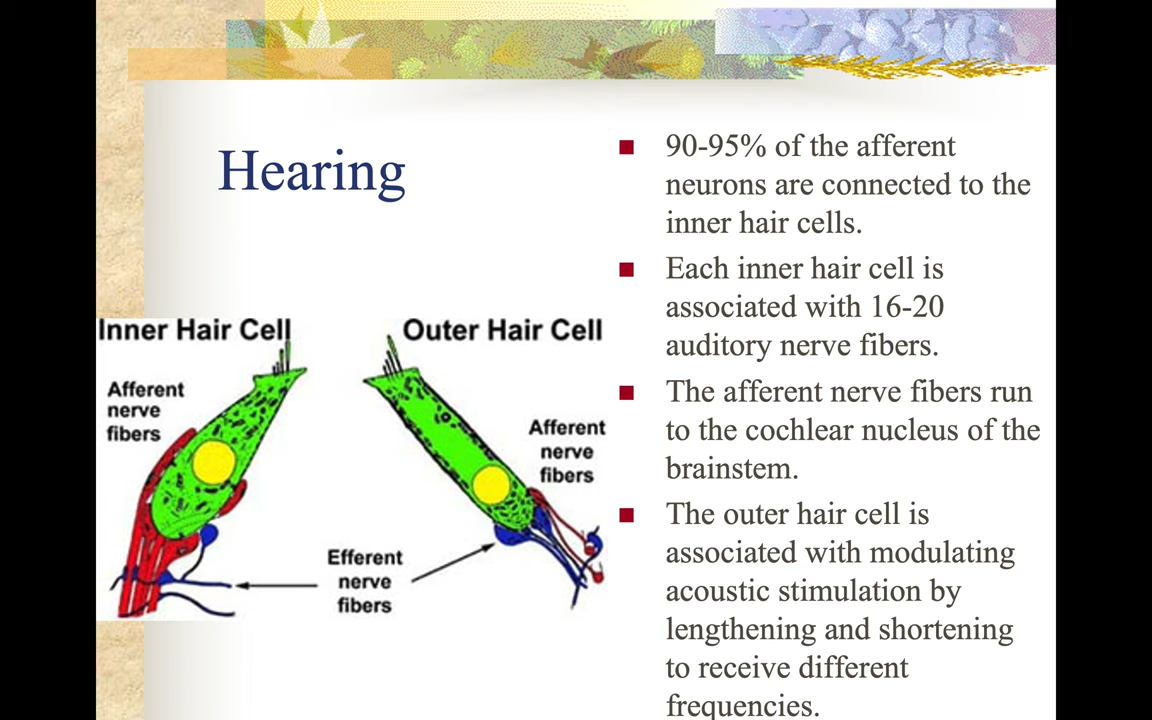 Hearing
Inner Hair Cell
Outer Hair Cell
Afferent
nerve
fibers
Afferent
nerve
fibers
Efferent
nerve
fibers
90-95% of the afferent
neurons are connected to the
inner hair cells.
Each inner hair cell is
associated with 16-20
auditory nerve fibers.
The afferent nerve fibers run
to the cochlear nucleus of the
brainstem.
The outer hair cell is
associated with modulating
acoustic stimulation by
lengthening and shortening
to receive different
frequencies.